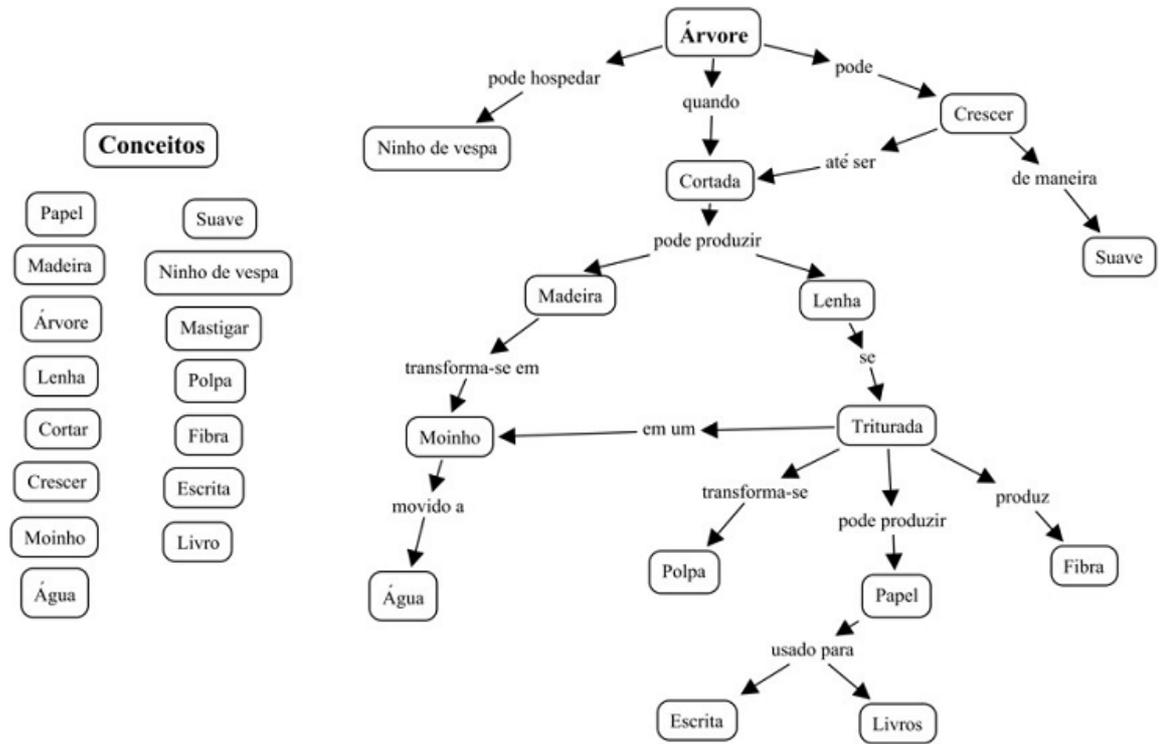 Conceitos
Papel
Madeira
Árvore
Lenha
Cortar
Crescer
Moinho
Água
Suave
Ninho de vespa
Mastigar
Polpa
Fibra
Escrita
Livro
Árvore
pode hospedar
quando
pode
Ninho de vespa
Crescer
Cortada
até ser
de maneira
Suave
pode produzir
Madeira
Lenha
transforma-se em
se
Moinho
em um
Triturada
movido a
transforma-se
pode produzir
produz
Água
Polpa
Papel
Fibra
usado para
Escrita
Livros